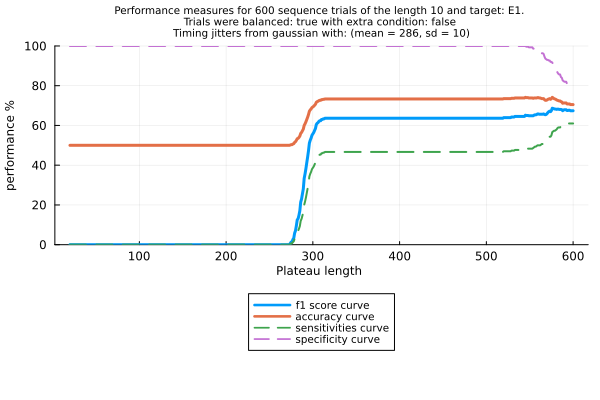 Performance measures for 600 sequence trials of the length 10 and target: E1.
Trials were balanced: true with extra condition: false
Timing jitters from gaussian with: (mean = 286, sd = 10)
100
80
60
40
20
0
performance %
100 200 300 400 500 600
Plateau length
f1 score curve
accuracy curve
sensitivities curve
specificity curve